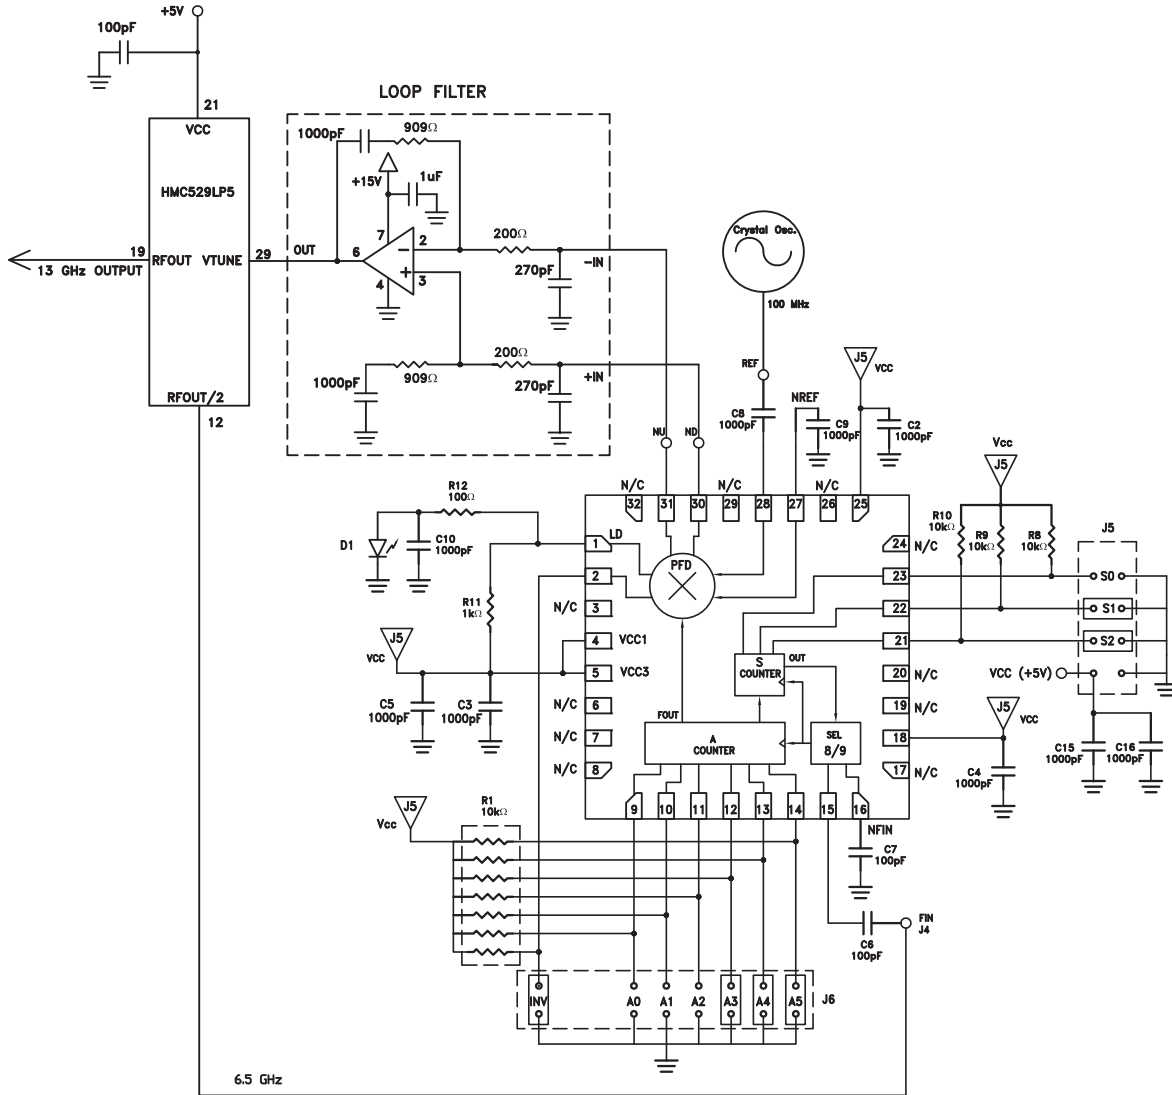 +5V
100pF
21
VCC
HMC529LP5
19
RFOUT VTUNE
29
13 GHz OUTPUT
RFOUT/2
12
LOOP FILTER
1000pF
909Ω
+15V
1uF
OUT
6
7
2
200Ω
−
+
3
4
270pF
-IN
1000pF
909Ω
200Ω
270pF
+IN
Crystal Osc.
100 MHz
REF
C8
1000pF
NREF
C9
1000pF
J5
VCC
C2
1000pF
NU
ND
N/C
32
31
30
N/C
29
28
27
N/C
26
25
R12
100Ω
D1
C10
1000pF
R11
1kΩ
1
LD
2
N/C
3
4
VCC1
5
VCC3
N/C
6
N/C
7
N/C
8
J5
VCC
C5
1000pF
C3
1000pF
PFD
S
COUNTER
OUT
FOUT
A
COUNTER
SEL
8/9
24
N/C
23
22
21
20
N/C
19
N/C
18
17
N/C
Vcc
J5
R10
10kΩ
R9
10kΩ
R8
10kΩ
J5
S0
S1
S2
VCC (+5V)
J5
VCC
C4
1000pF
C15
1000pF
C16
1000pF
9
10
11
12
13
14
15
16
NFIN
C7
100pF
J5
Vcc
R1
10kΩ
C6
100pF
FIN
J4
INV
A0
A1
A2
A3
A4
A5
J6
6.5 GHz